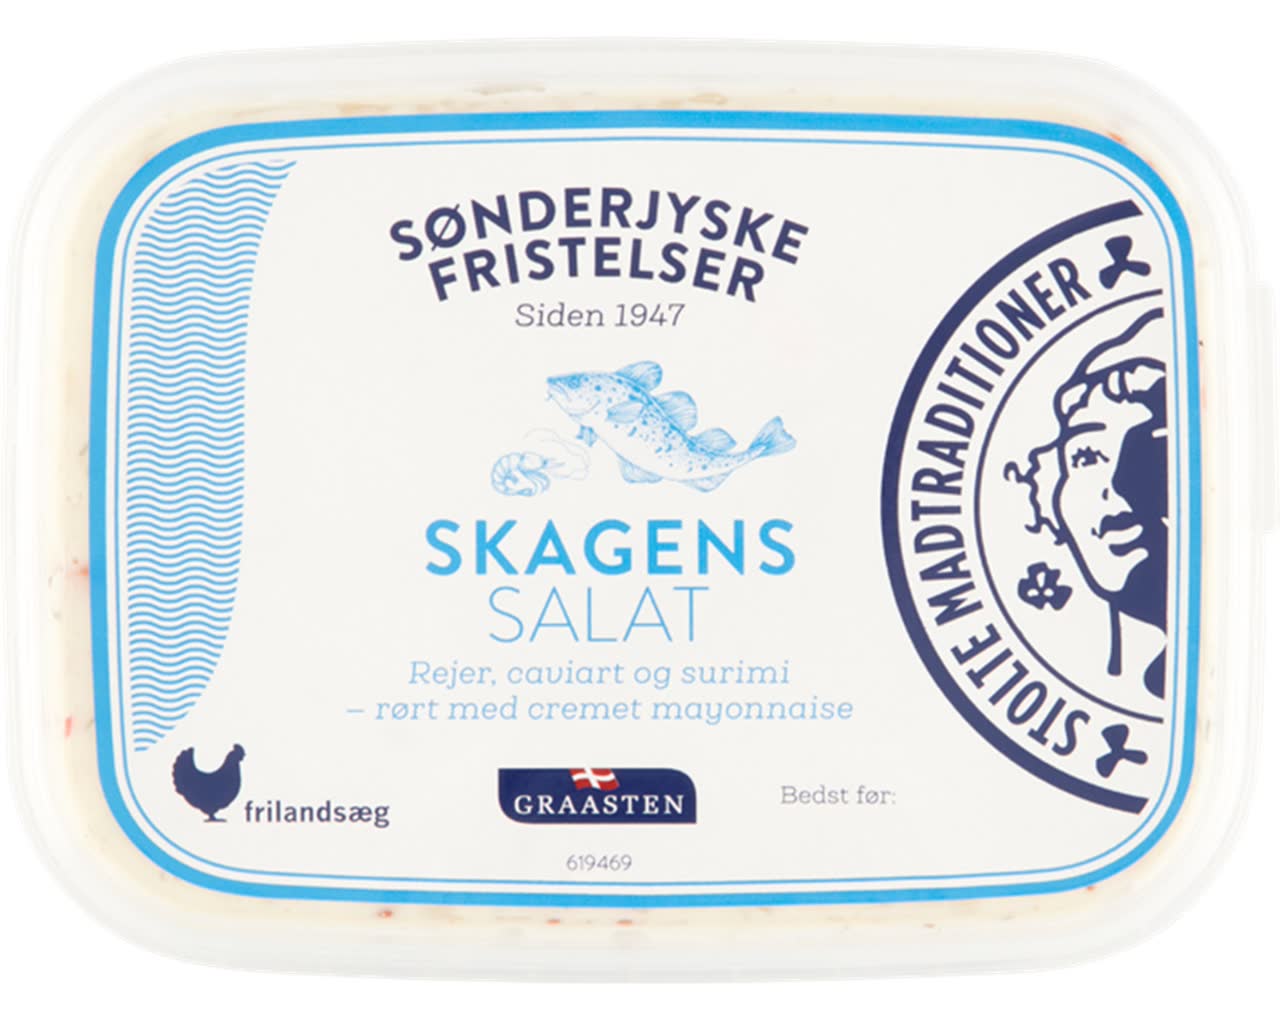 SØNDERJYSKE
FRISTELSER
Siden 1947
STOLTE MADTRADITIONER
SKAGENS
SALAT
Rejer, caviart og surimi
– rørt med cremet mayonnaise
frilandsæg
GRAASTEN
Bedst før:
619469